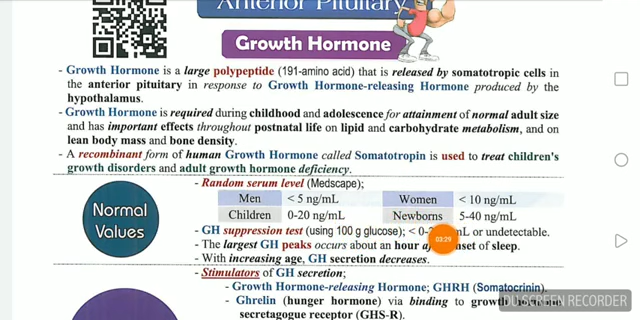 Anterior Pituitary
Growth Hormone
- Growth Hormone is a large polypeptide (191-amino acid) that is released by somatotropic cells in
the anterior pituitary in response to Growth Hormone-releasing Hormone produced by the
hypothalamus.
- Growth Hormone is required during childhood and adolescence for attainment of normal adult size
and has important effects throughout postnatal life on lipid and carbohydrate metabolism, and on
lean body mass and bone density.
- A recombinant form of human Growth Hormone called Somatotropin is used to treat children's
growth disorders and adult growth hormone deficiency.
Normal
Values
- Random serum level (Medscape);
Men < 5 ng/mL Women < 10 ng/mL
Children 0-20 ng/mL Newborns 5-40 ng/mL
- GH suppression test (using 100 g glucose); < 0- mL or undetectable.
03:29
- The largest GH peaks occurs about an hour of sleep.
- With increasing age, GH secretion decreases.
- Stimulators of GH secretion;
- Growth Hormone-releasing Hormone; GHRH (Somatocrinin).
- Ghrelin (hunger hormone) via binding to growth
DU SCREEN RECORDER
secretagogue receptor (GHS-R).